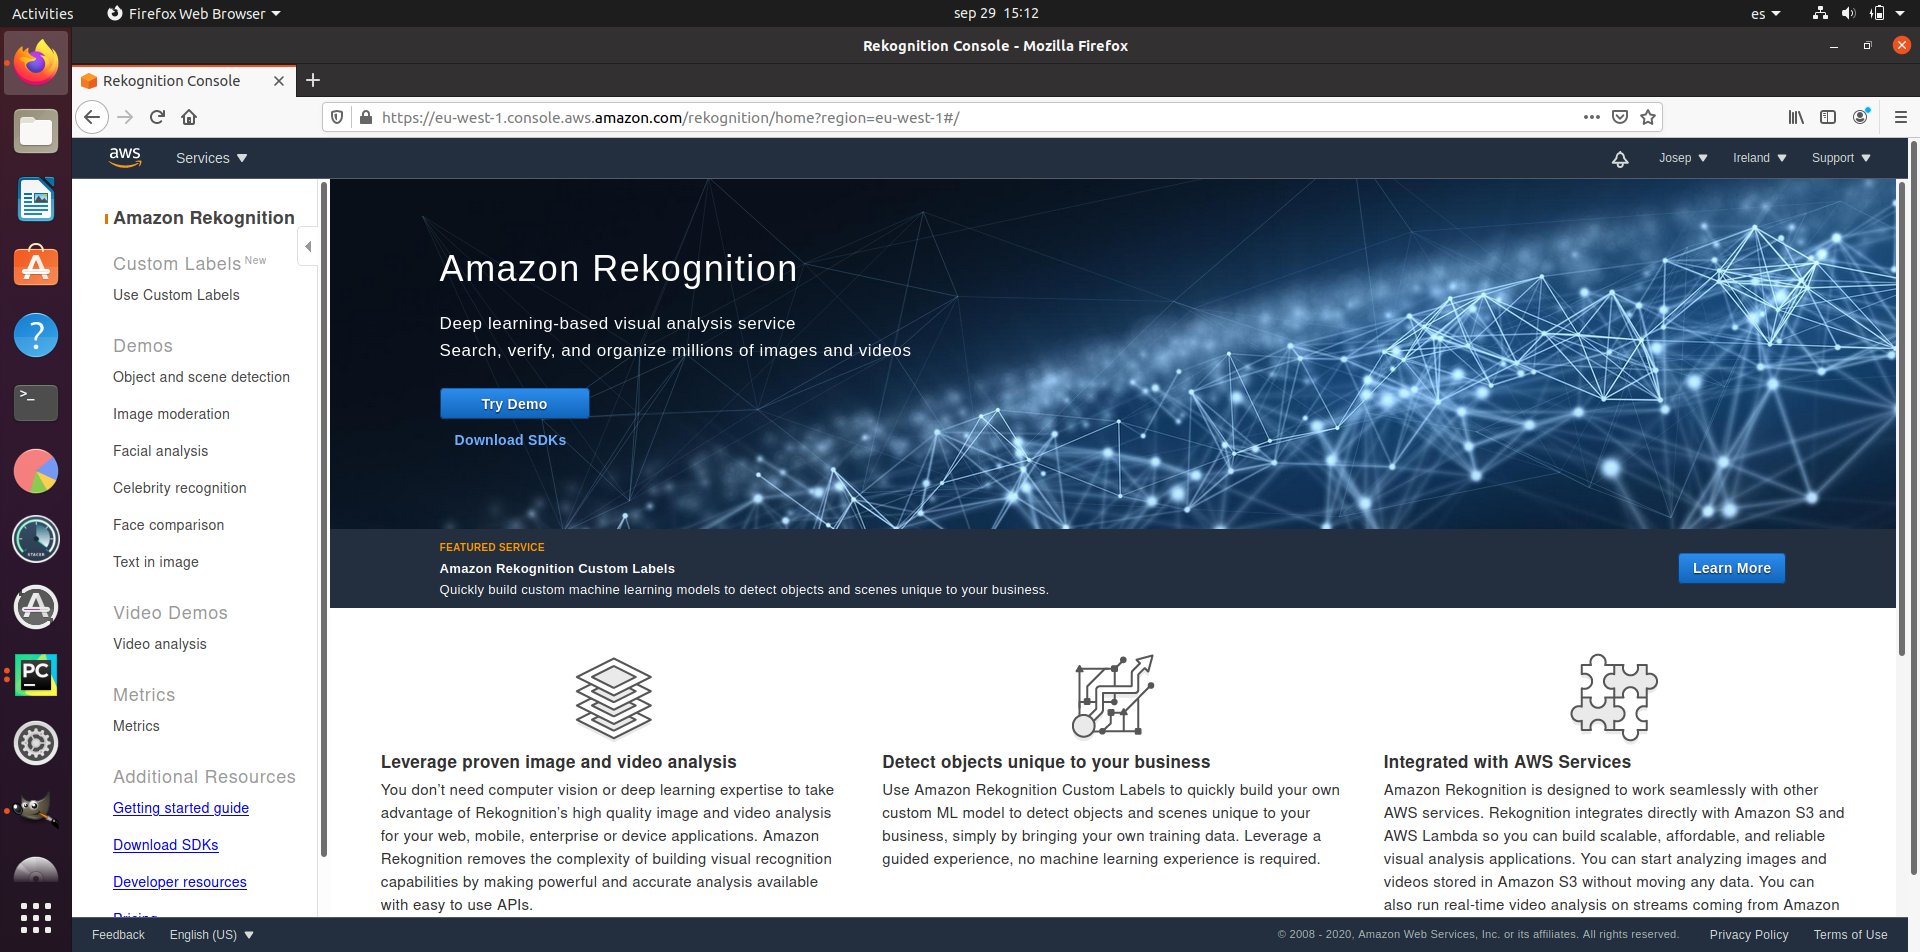 Activities
Firefox Web Browser
sep 29 15:12
es
Rekognition Console - Mozilla Firefox
Rekognition Console
https://eu-west-1.console.aws.amazon.com/rekognition/home?region=eu-west-1#/
aws
Services
Josep
Ireland
Support
Amazon Rekognition
Custom Labels New
Use Custom Labels
Demos
Object and scene detection
Image moderation
Facial analysis
Celebrity recognition
Face comparison
Text in image
Video Demos
Video analysis
Metrics
Metrics
Additional Resources
Getting started guide
Download SDKs
Developer resources
Pricing
Amazon Rekognition
Deep learning-based visual analysis service
Search, verify, and organize millions of images and videos
Try Demo
Download SDKs
FEATURED SERVICE
Amazon Rekognition Custom Labels
Quickly build custom machine learning models to detect objects and scenes unique to your business.
Learn More
Leverage proven image and video analysis
You don’t need computer vision or deep learning expertise to take
advantage of Rekognition’s high quality image and video analysis
for your web, mobile, enterprise or device applications. Amazon
Rekognition removes the complexity of building visual recognition
capabilities by making powerful and accurate analysis available
with easy to use APIs.
Detect objects unique to your business
Use Amazon Rekognition Custom Labels to quickly build your own
custom ML model to detect objects and scenes unique to your
business, simply by bringing your own training data. Leverage a
guided experience, no machine learning experience is required.
Integrated with AWS Services
Amazon Rekognition is designed to work seamlessly with other
AWS services. Rekognition integrates directly with Amazon S3 and
AWS Lambda so you can build scalable, affordable, and reliable
visual analysis applications. You can start analyzing images and
videos stored in Amazon S3 without moving any data. You can
also run real-time video analysis on streams coming from Amazon
Feedback
English (US)
© 2008 - 2020, Amazon Web Services, Inc. or its affiliates. All rights reserved.
Privacy Policy
Terms of Use
PC
>_
?
STACER